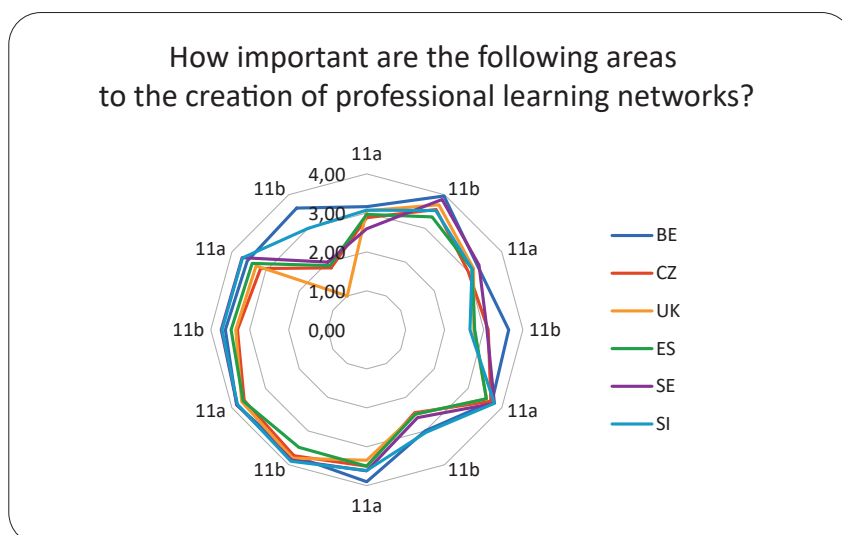 How important are the following areas
to the creation of professional learning networks?
11a
4,00
11b
11b
3,00
11a
11a
2,00
1,00
11b
0,00
11b
11a
11a
11b
11b
11a
BE
CZ
UK
ES
SE
SI